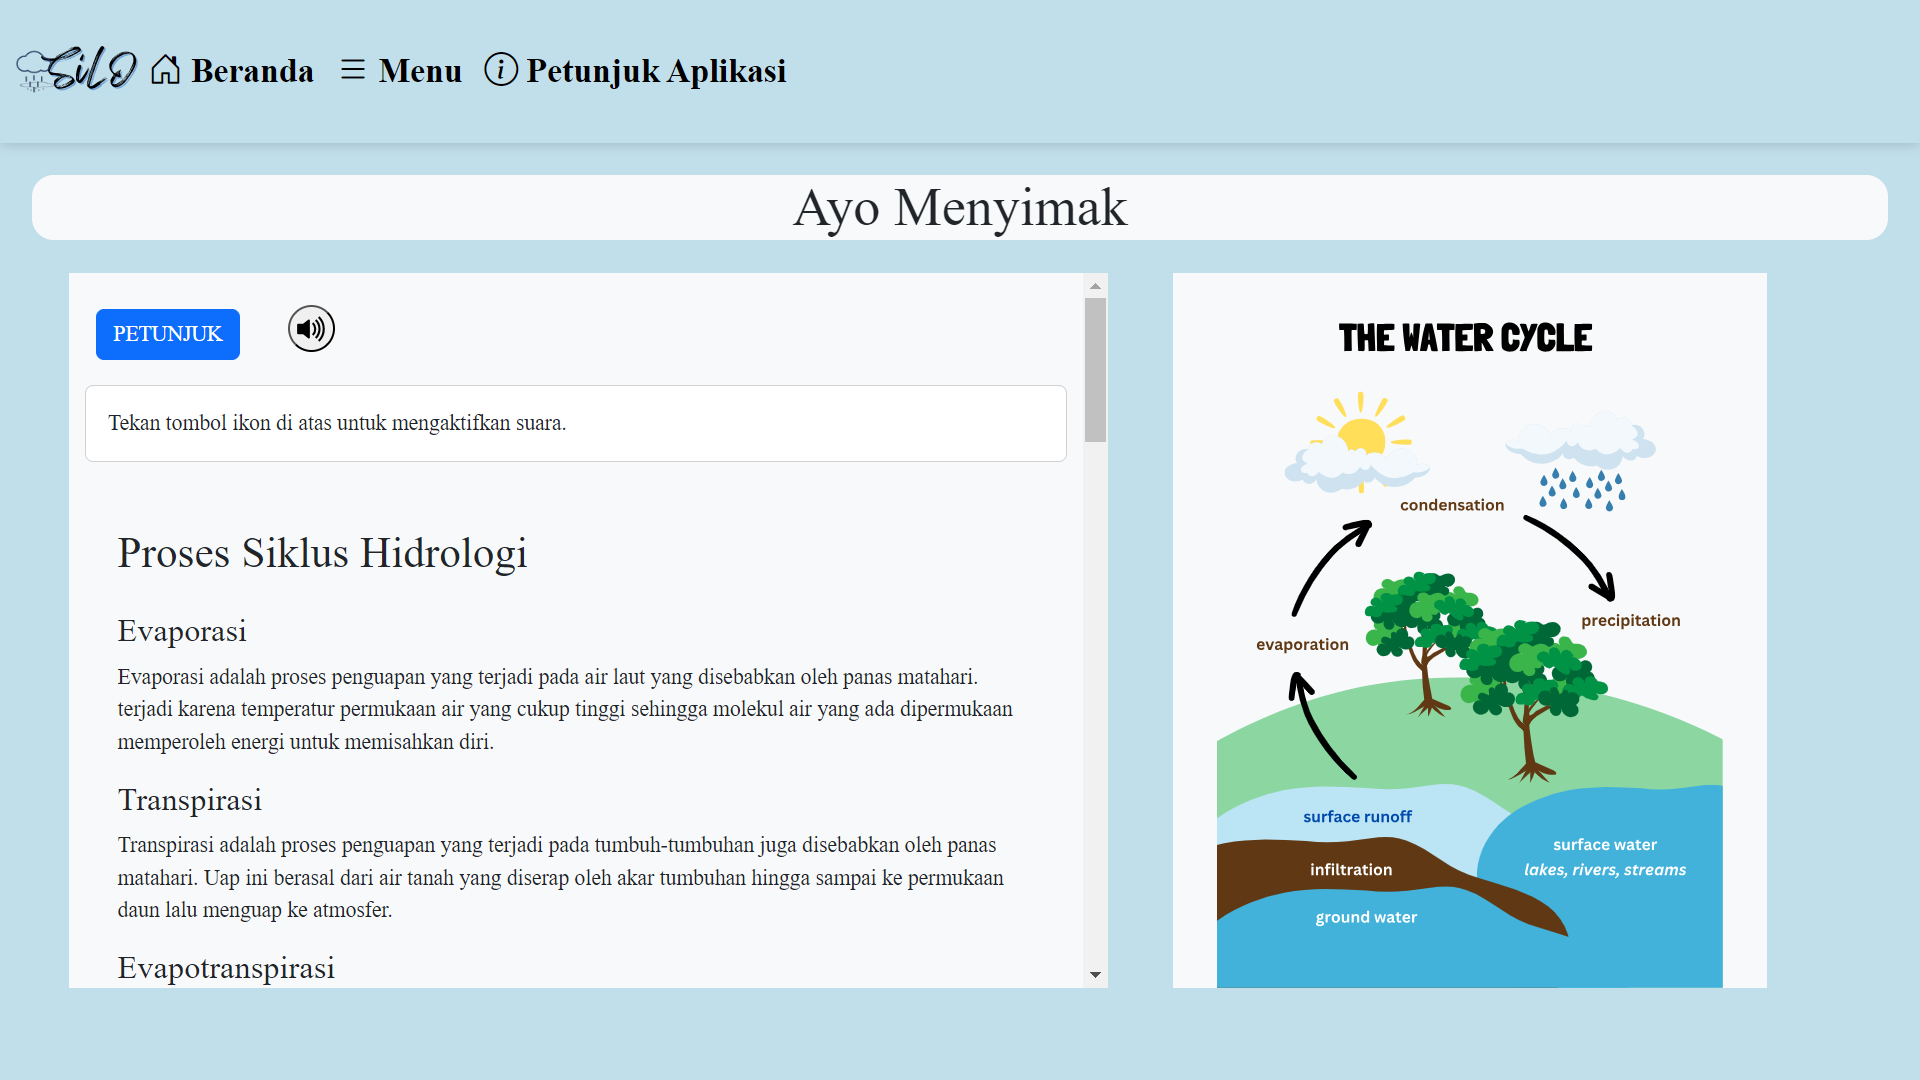 SiLO Beranda Menu Petunjuk Aplikasi
Ayo Menyimak
PETUNJUK
Tekan tombol ikon di atas untuk mengaktifkan suara.
Proses Siklus Hidrologi
Evaporasi
Evaporasi adalah proses penguapan yang terjadi pada air laut yang disebabkan oleh panas matahari.
terjadi karena temperatur permukaan air yang cukup tinggi sehingga molekul air yang ada dipermukaan
memperoleh energi untuk memisahkan diri.
Transpirasi
Transpirasi adalah proses penguapan yang terjadi pada tumbuh-tumbuhan juga disebabkan oleh panas
matahari. Uap ini berasal dari air tanah yang diserap oleh akar tumbuhan hingga sampai ke permukaan
daun lalu menguap ke atmosfer.
Evapotranspirasi
THE WATER CYCLE
condensation
precipitation
evaporation
surface runoff
surface water
lakes, rivers, streams
infiltration
ground water